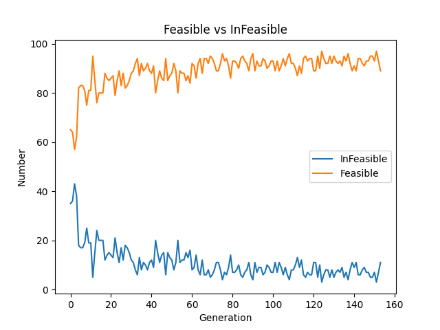 Feasible vs InFeasible
100
80
60
40
20
0
Number
InFeasible
Feasible
0 20 40 60 80 100 120 140 160
Generation